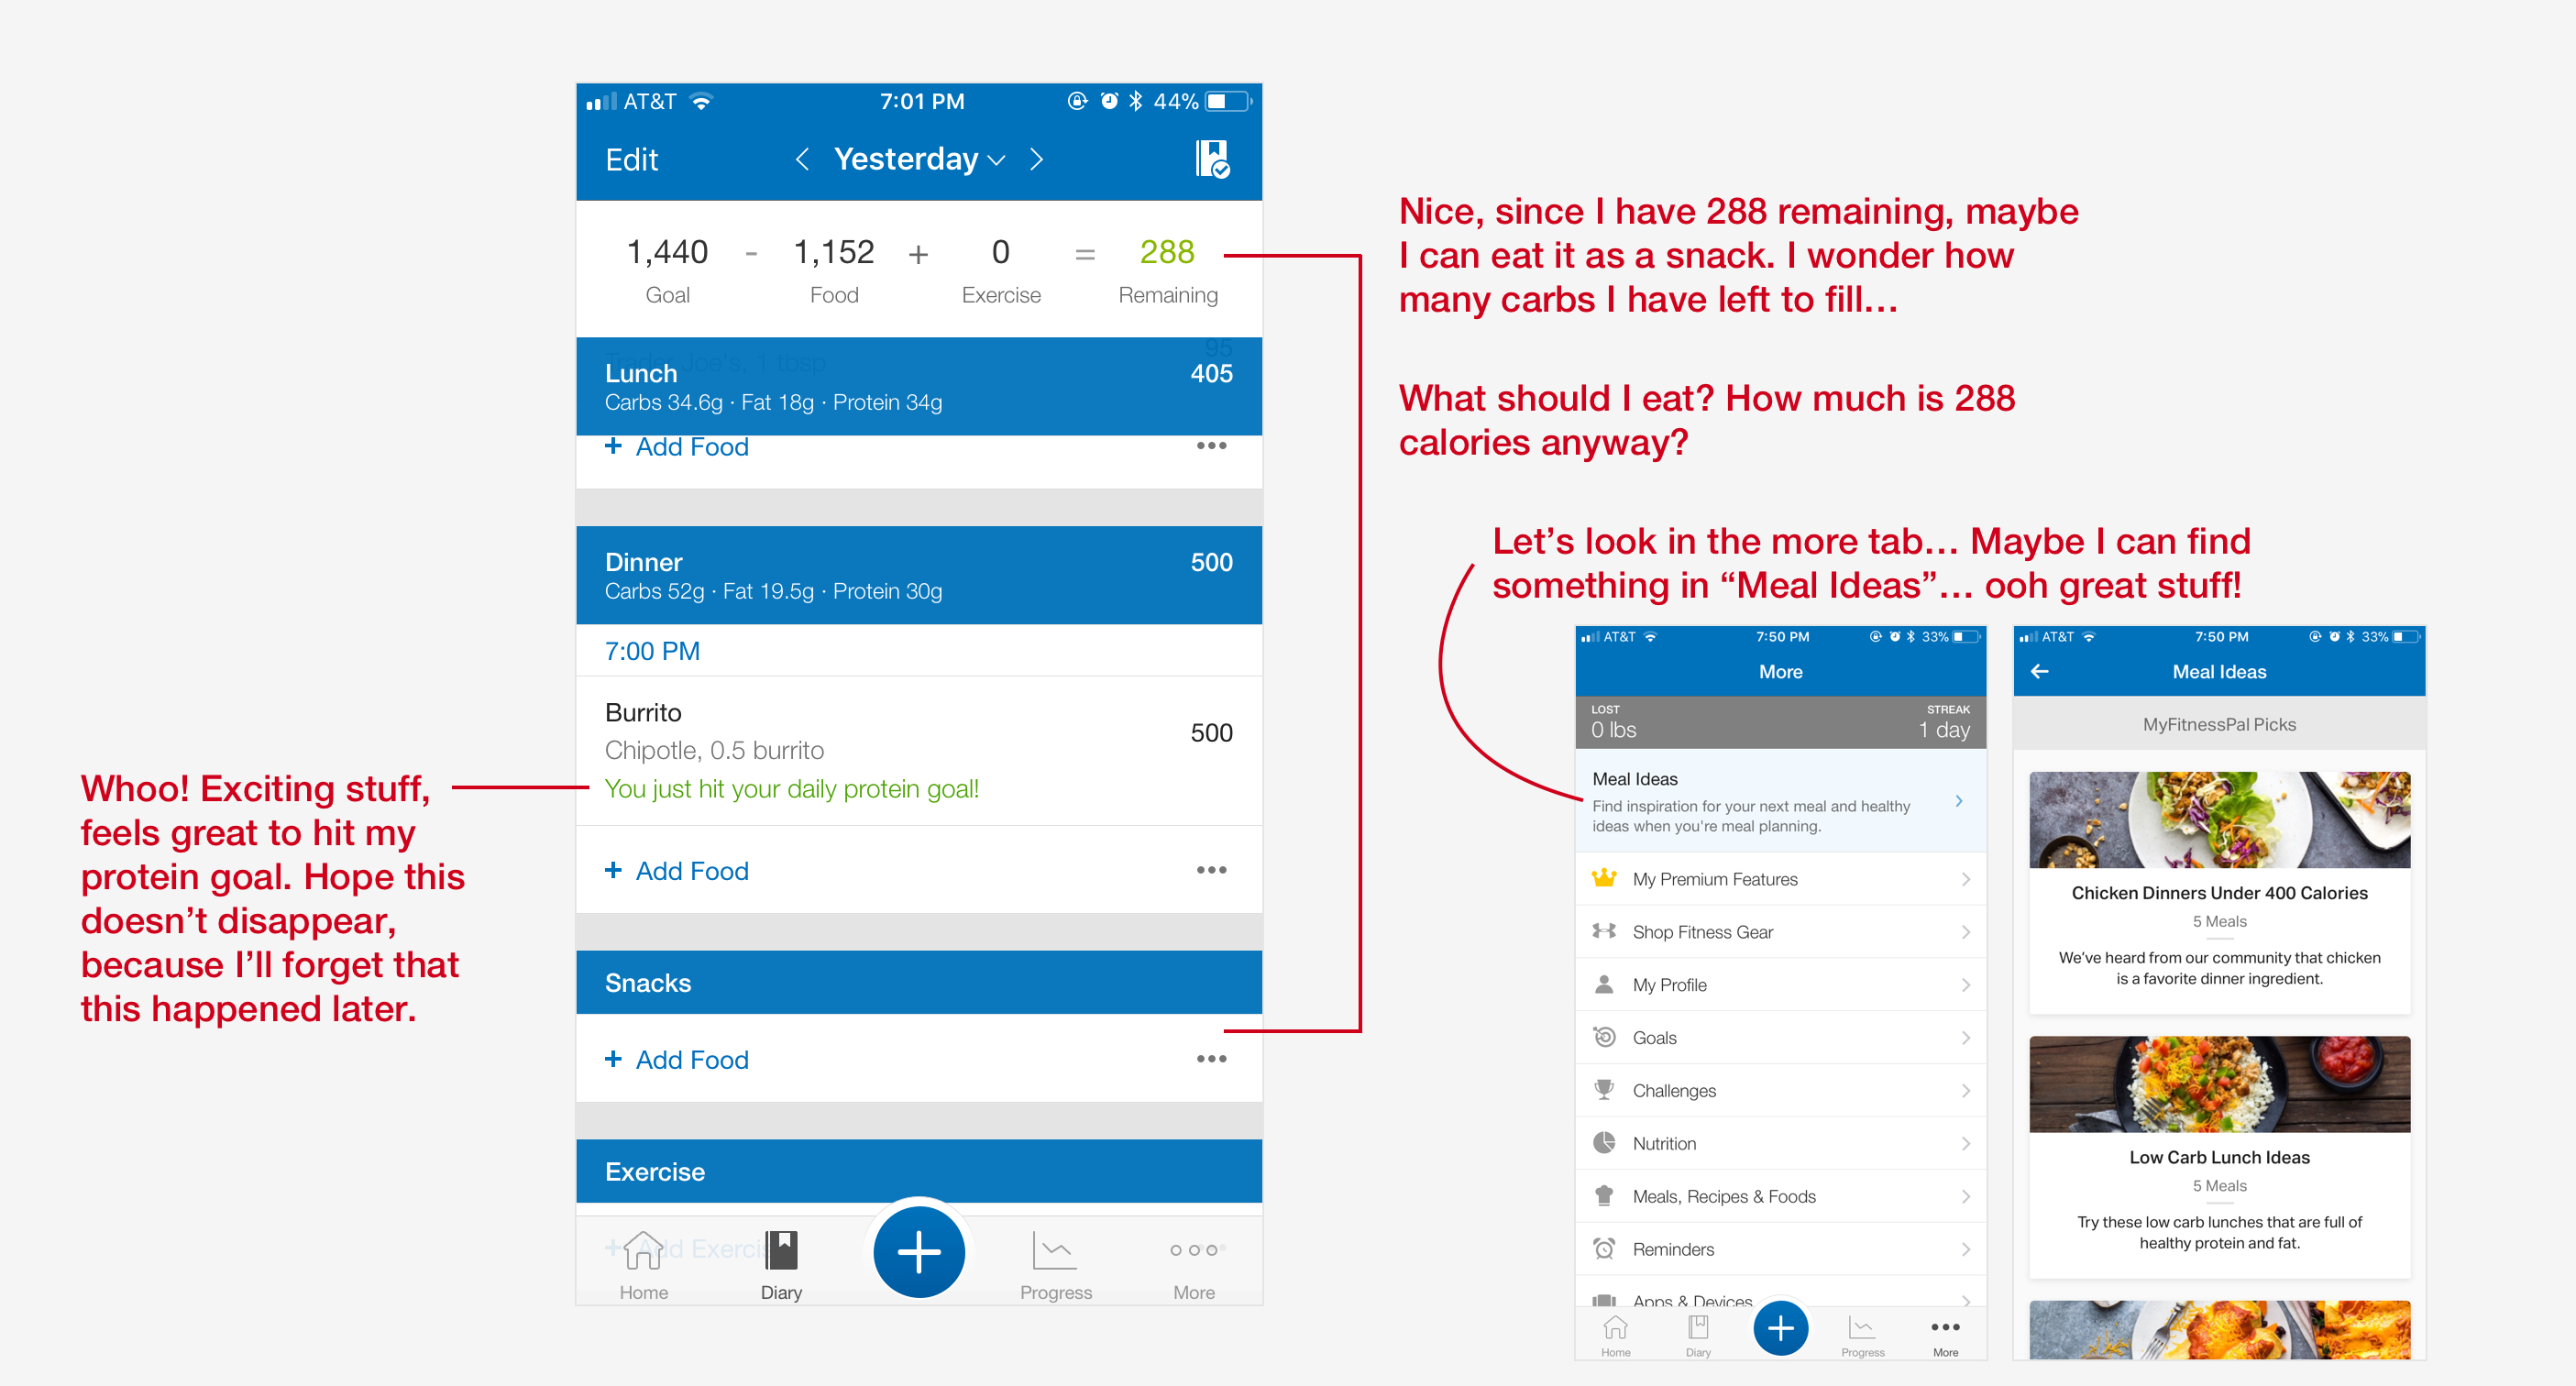 AT&T 7:01 PM 44%
Edit Yesterday
1,440 - 1,152 + 0 = 288
Goal Food Exercise Remaining
Trader Joe's, 1 tbsp 95
Lunch 405
Carbs 34.6g · Fat 18g · Protein 34g
+ Add Food
Dinner 500
Carbs 52g · Fat 19.5g · Protein 30g
7:00 PM
Burrito 500
Chipotle, 0.5 burrito
You just hit your daily protein goal!
+ Add Food
Snacks
+ Add Food
Exercise
+ Add Exercise
Home Diary Progress More
Whoo! Exciting stuff,
feels great to hit my
protein goal. Hope this
doesn’t disappear,
because I’ll forget that
this happened later.
Nice, since I have 288 remaining, maybe
I can eat it as a snack. I wonder how
many carbs I have left to fill…
What should I eat? How much is 288
calories anyway?
Let’s look in the more tab… Maybe I can find
something in “Meal Ideas”… ooh great stuff!
AT&T 7:50 PM 33%
More
LOST STREAK
0 lbs 1 day
Meal Ideas
Find inspiration for your next meal and healthy
ideas when you're meal planning.
My Premium Features
Shop Fitness Gear
My Profile
Goals
Challenges
Nutrition
Meals, Recipes & Foods
Reminders
Apps & Devices
Home Diary Progress More
AT&T 7:50 PM 33%
Meal Ideas
MyFitnessPal Picks
Chicken Dinners Under 400 Calories
5 Meals
We’ve heard from our community that chicken
is a favorite dinner ingredient.
Low Carb Lunch Ideas
5 Meals
Try these low carb lunches that are full of
healthy protein and fat.